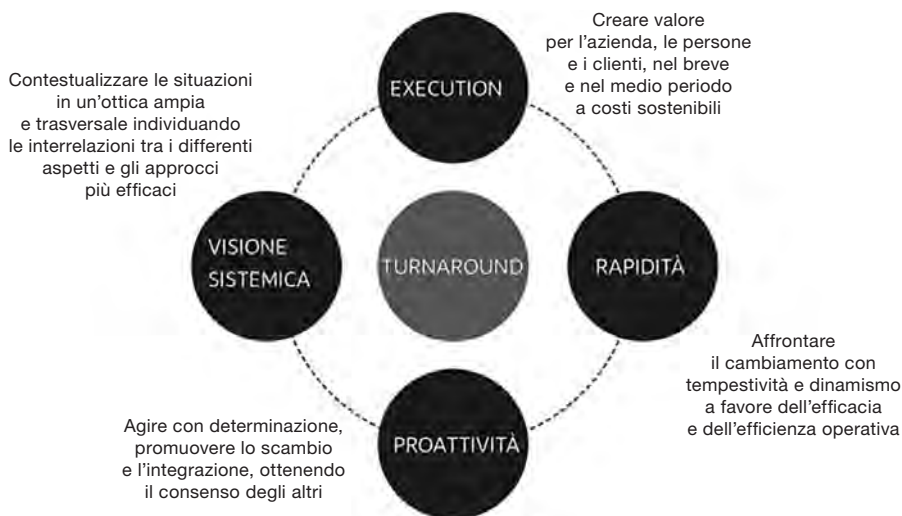 EXECUTION
Creare valore
per l'azienda, le persone
e i clienti, nel breve
e nel medio periodo
a costi sostenibili
Contestualizzare le situazioni
in un'ottica ampia
e trasversale individuando
le interrelazioni tra i differenti
aspetti e gli approcci
più efficaci
VISIONE
SISTEMICA
TURNAROUND
RAPIDITÀ
Affrontare
il cambiamento con
tempestività e dinamismo
a favore dell'efficacia
e dell'efficienza operativa
Agire con determinazione,
promuovere lo scambio
e l'integrazione, ottenendo
il consenso degli altri
PROATTIVITÀ